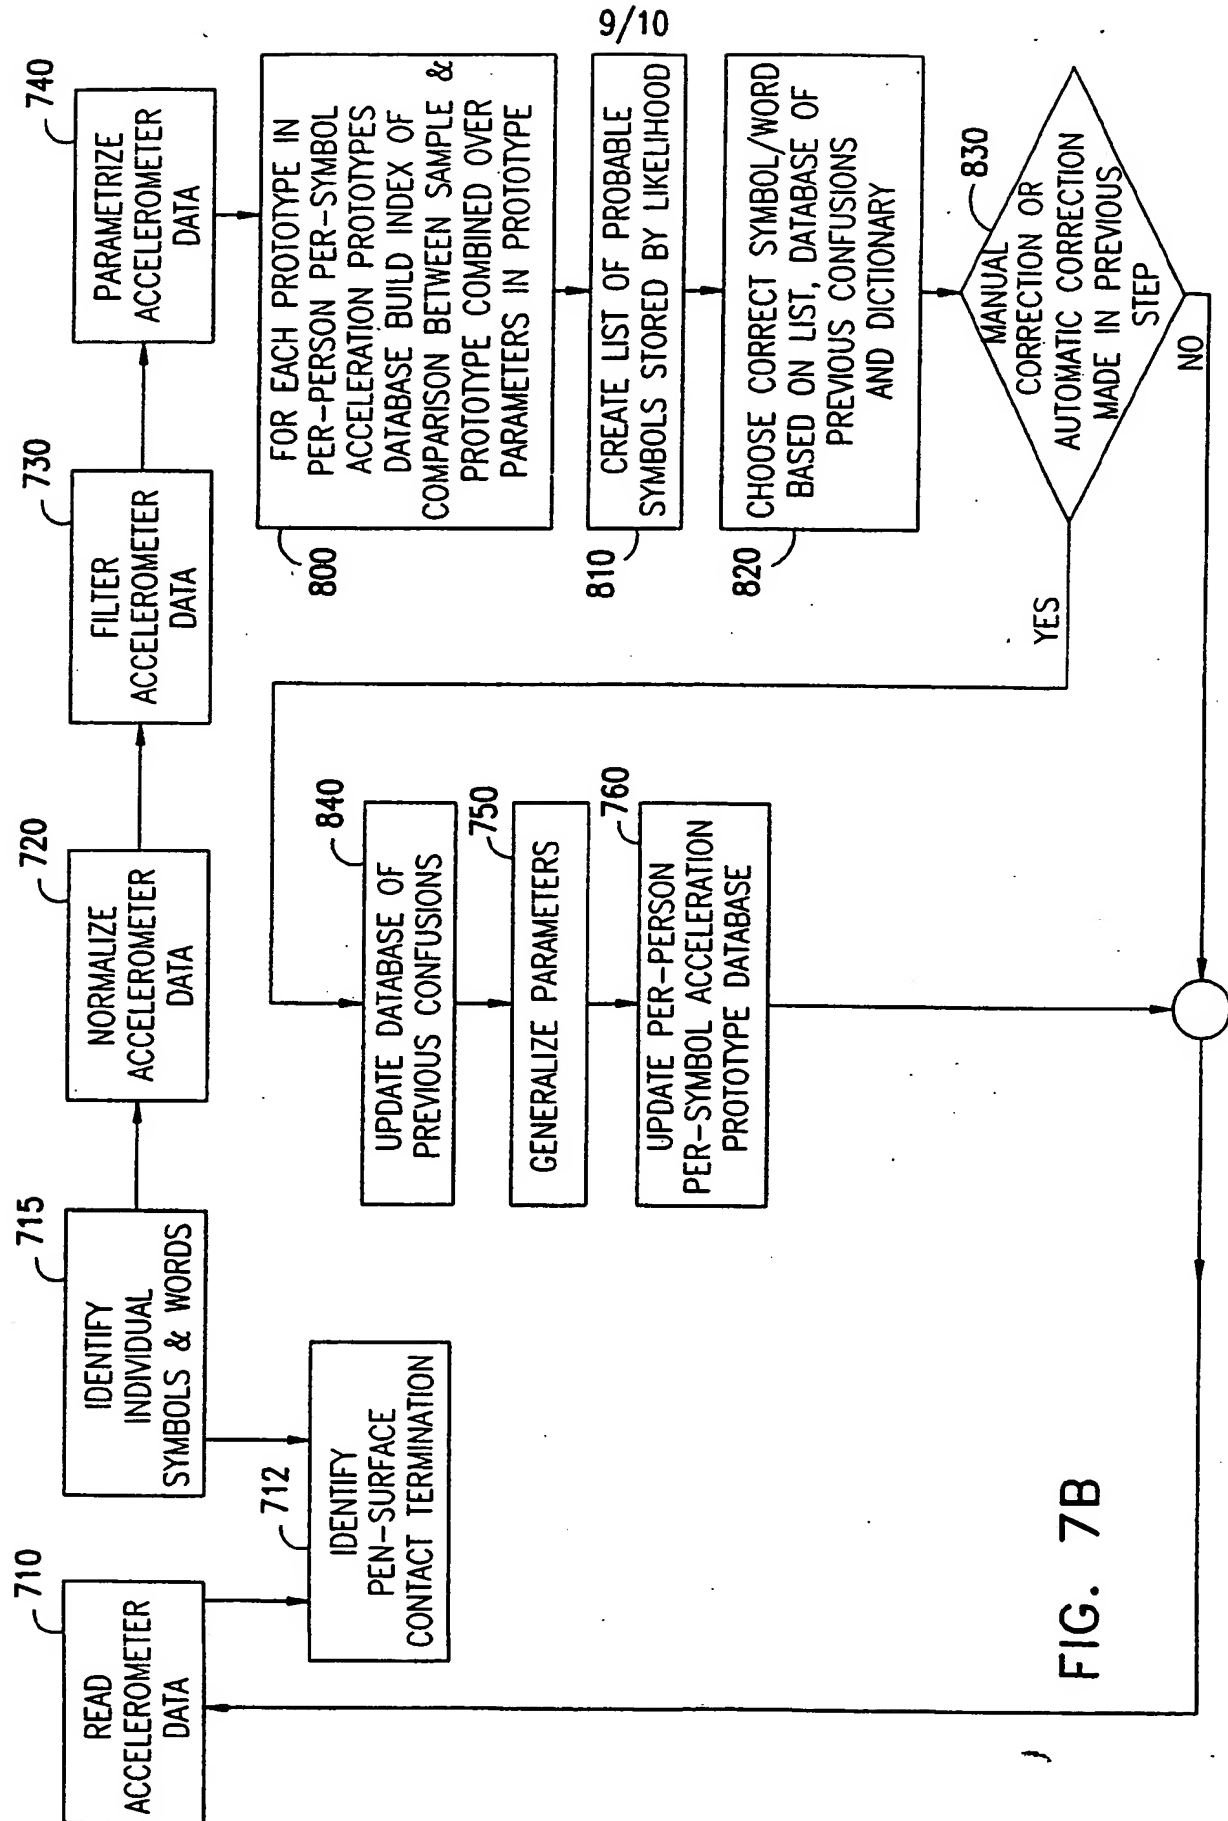 9/10
710
READ
ACCELEROMETER
DATA
712
IDENTIFY
PEN-SURFACE
CONTACT TERMINATION
715
IDENTIFY
INDIVIDUAL
SYMBOLS & WORDS
720
NORMALIZE
ACCELEROMETER
DATA
730
FILTER
ACCELEROMETER
DATA
740
PARAMETRIZE
ACCELEROMETER
DATA
800
FOR EACH PROTOTYPE IN
PER-PERSON PER-SYMBOL
ACCELERATION PROTOTYPES
DATABASE BUILD INDEX OF
COMPARISON BETWEEN SAMPLE &
PROTOTYPE COMBINED OVER
PARAMETERS IN PROTOTYPE
810
CREATE LIST OF PROBABLE
SYMBOLS STORED BY LIKELIHOOD
820
CHOOSE CORRECT SYMBOL/WORD
BASED ON LIST, DATABASE OF
PREVIOUS CONFUSIONS
AND DICTIONARY
830
MANUAL
CORRECTION OR
AUTOMATIC CORRECTION
MADE IN PREVIOUS
STEP
YES
NO
840
UPDATE DATABASE OF
PREVIOUS CONFUSIONS
750
GENERALIZE PARAMETERS
760
UPDATE PER-PERSON
PER-SYMBOL ACCELERATION
PROTOTYPE DATABASE
FIG. 7B